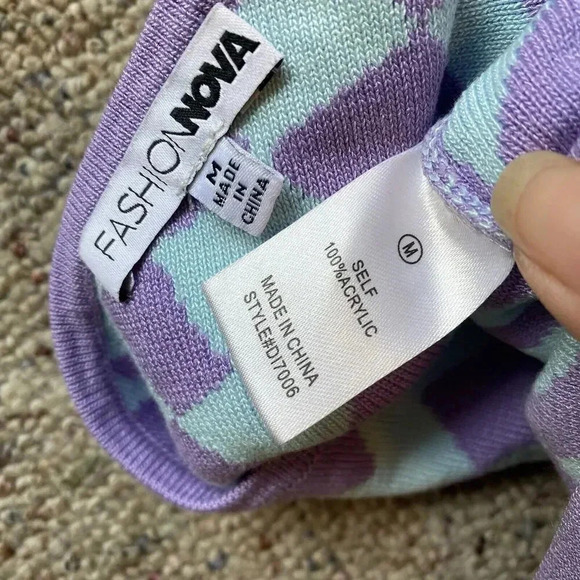 FASHIONNOVA
M
MADE
IN
CHINA
M
SELF
100%ACRYLIC
MADE IN CHINA
STYLE#DI7006